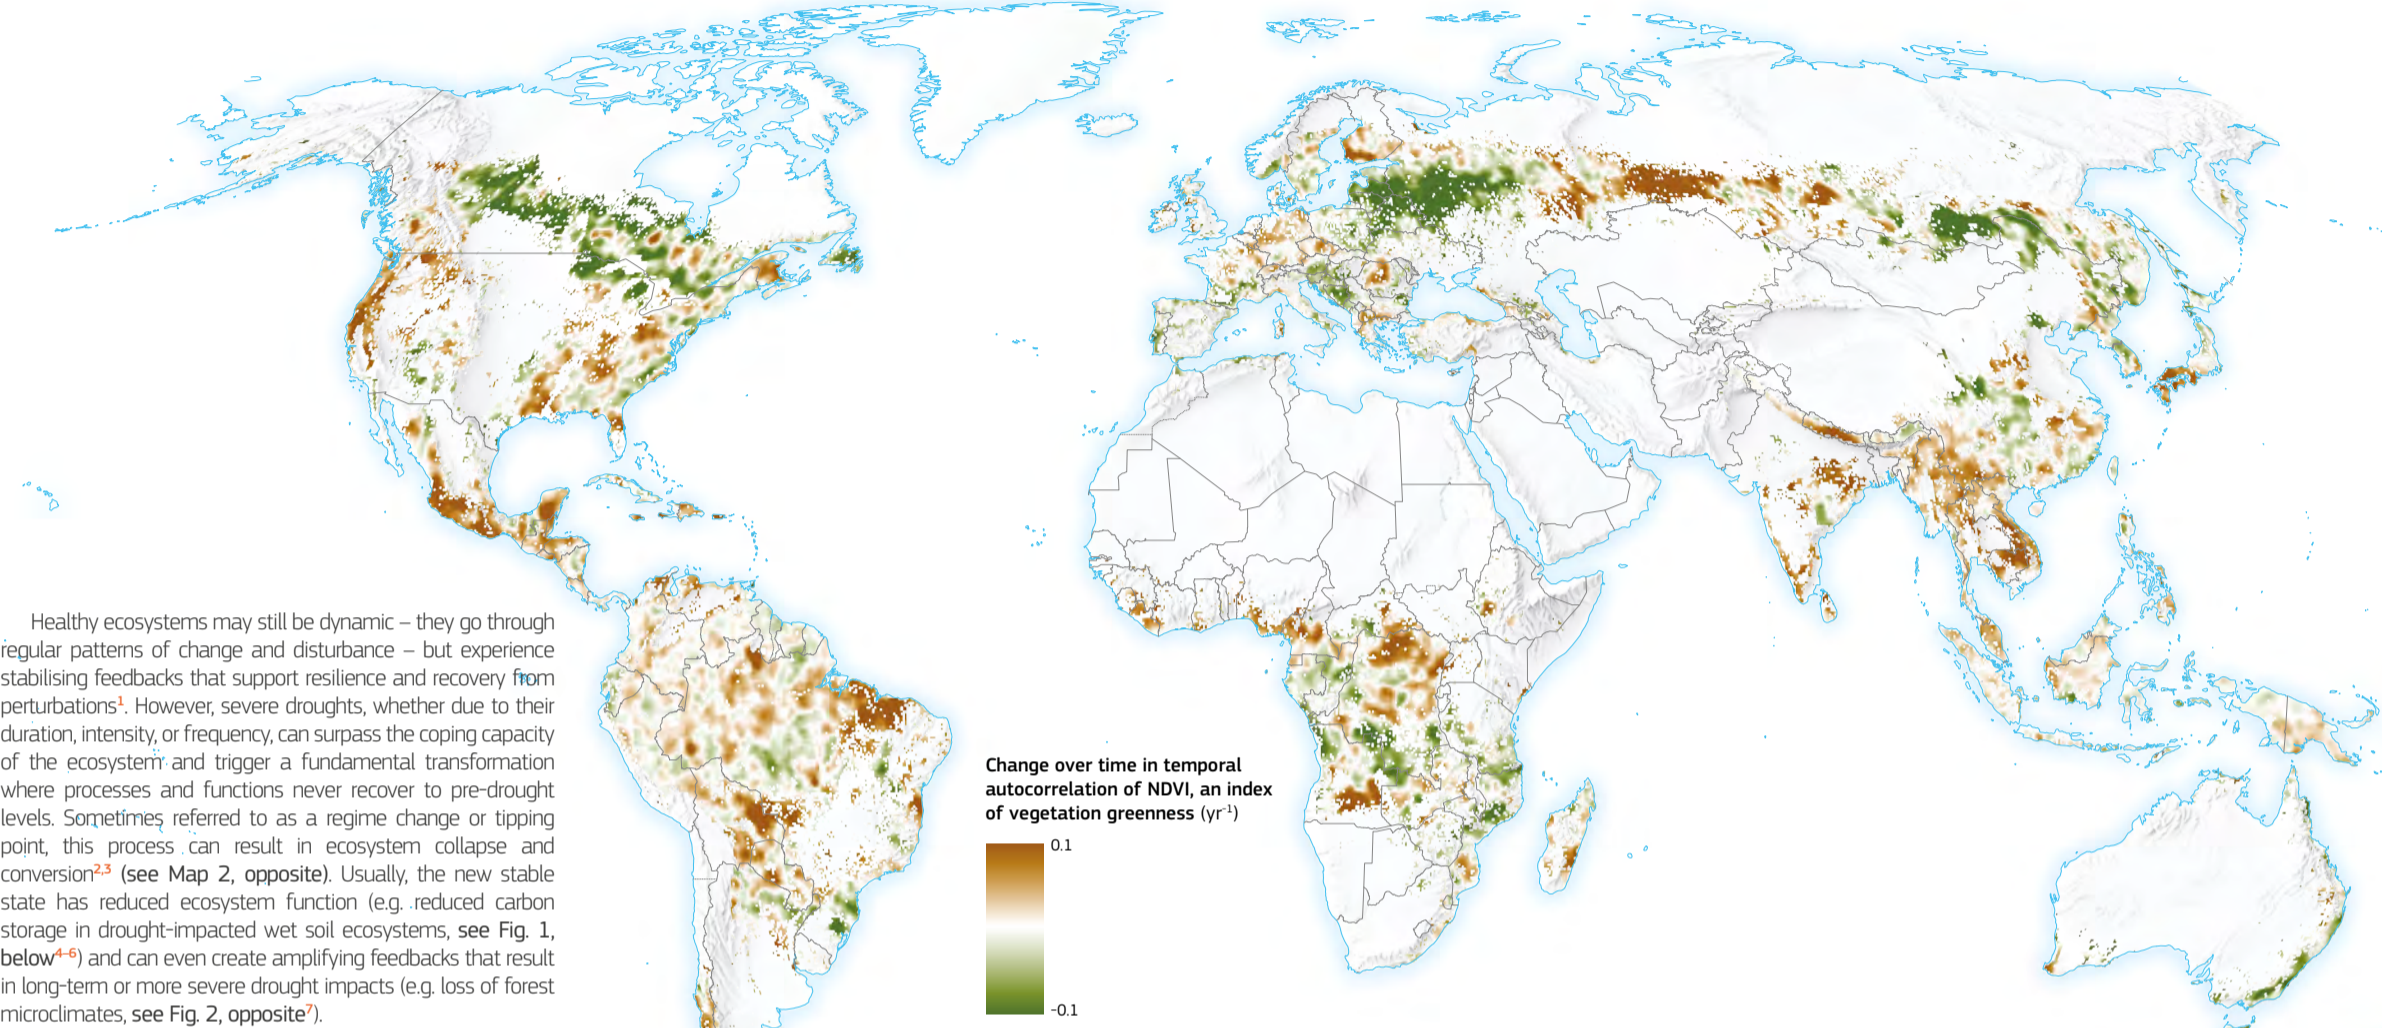 Healthy ecosystems may still be dynamic – they go through
regular patterns of change and disturbance – but experience
stabilising feedbacks that support resilience and recovery from
perturbations1. However, severe droughts, whether due to their
duration, intensity, or frequency, can surpass the coping capacity
of the ecosystem and trigger a fundamental transformation
where processes and functions never recover to pre-drought
levels. Sometimes referred to as a regime change or tipping
point, this process can result in ecosystem collapse and
conversion2,3 (see Map 2, opposite). Usually, the new stable
state has reduced ecosystem function (e.g. reduced carbon
storage in drought-impacted wet soil ecosystems, see Fig. 1,
below4-6) and can even create amplifying feedbacks that result
in long-term or more severe drought impacts (e.g. loss of forest
microclimates, see Fig. 2, opposite7).
Change over time in temporal
autocorrelation of NDVI, an index
of vegetation greenness (yr-1)
0.1
-0.1